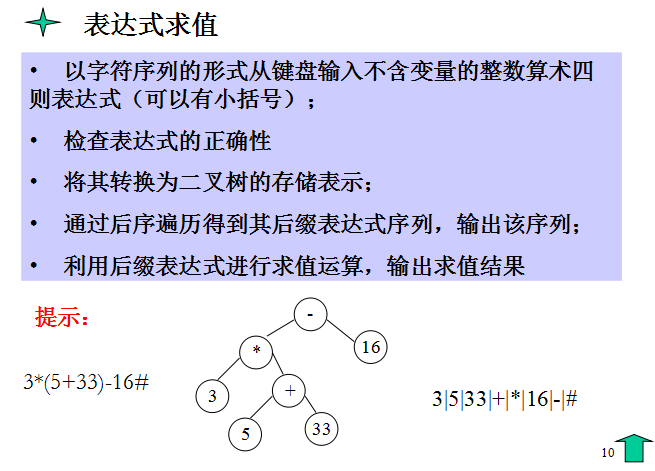 表达式求值
• 以字符序列的形式从键盘输入不含变量的整数算术四
则表达式（可以有小括号）；
• 检查表达式的正确性
• 将其转换为二叉树的存储表示；
• 通过后序遍历得到其后缀表达式序列，输出该序列；
• 利用后缀表达式进行求值运算，输出求值结果
提示：
-
*
16
3*(5+33)-16#
3
+
3|5|33|+|*|16|-|#
5
33
10